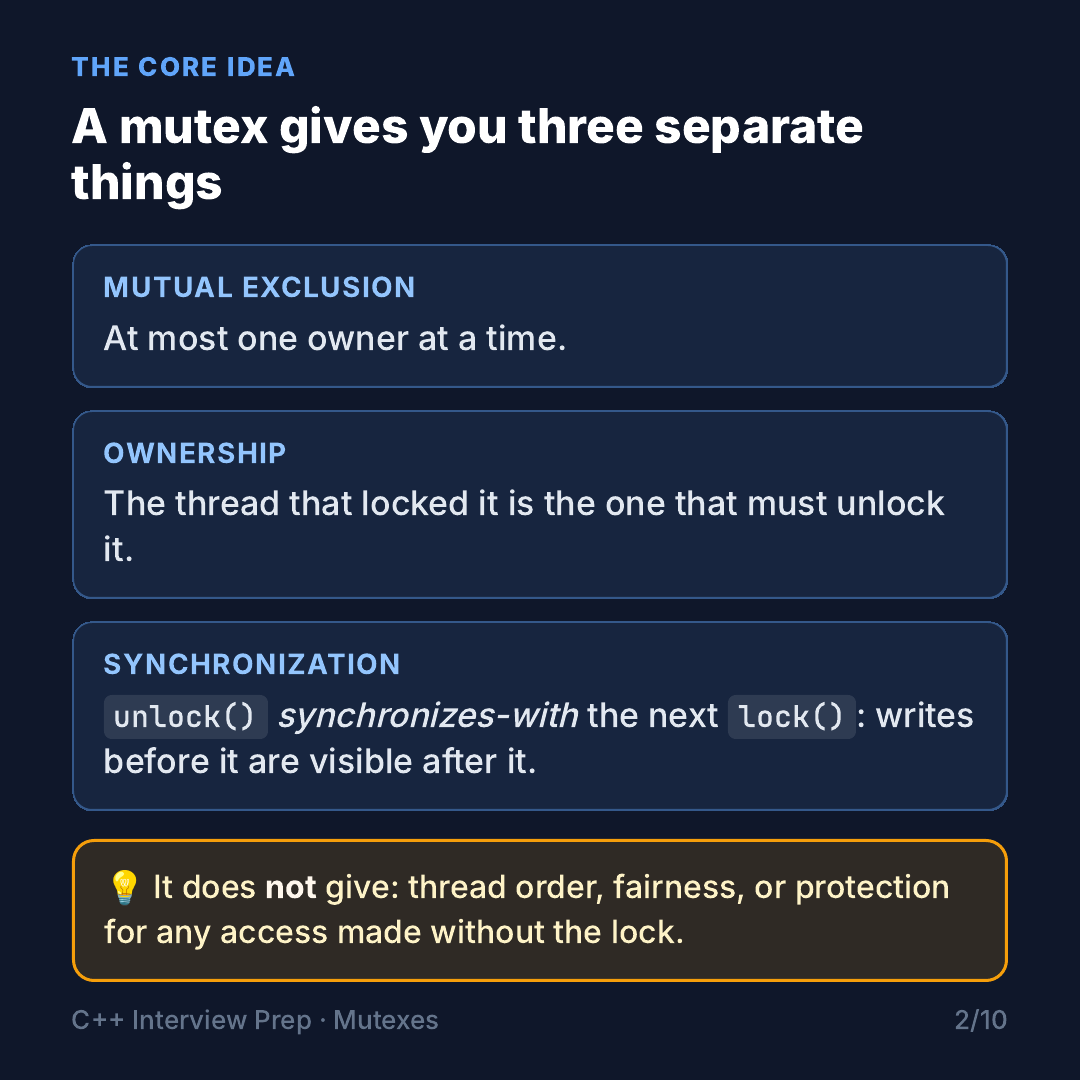 THE CORE IDEA
A mutex gives you three separate
things
MUTUAL EXCLUSION
At most one owner at a time.
OWNERSHIP
The thread that locked it is the one that must unlock
it.
SYNCHRONIZATION
unlock() synchronizes-with the next lock(): writes
before it are visible after it.
💡 It does not give: thread order, fairness, or protection
for any access made without the lock.
C++ Interview Prep · Mutexes
2/10